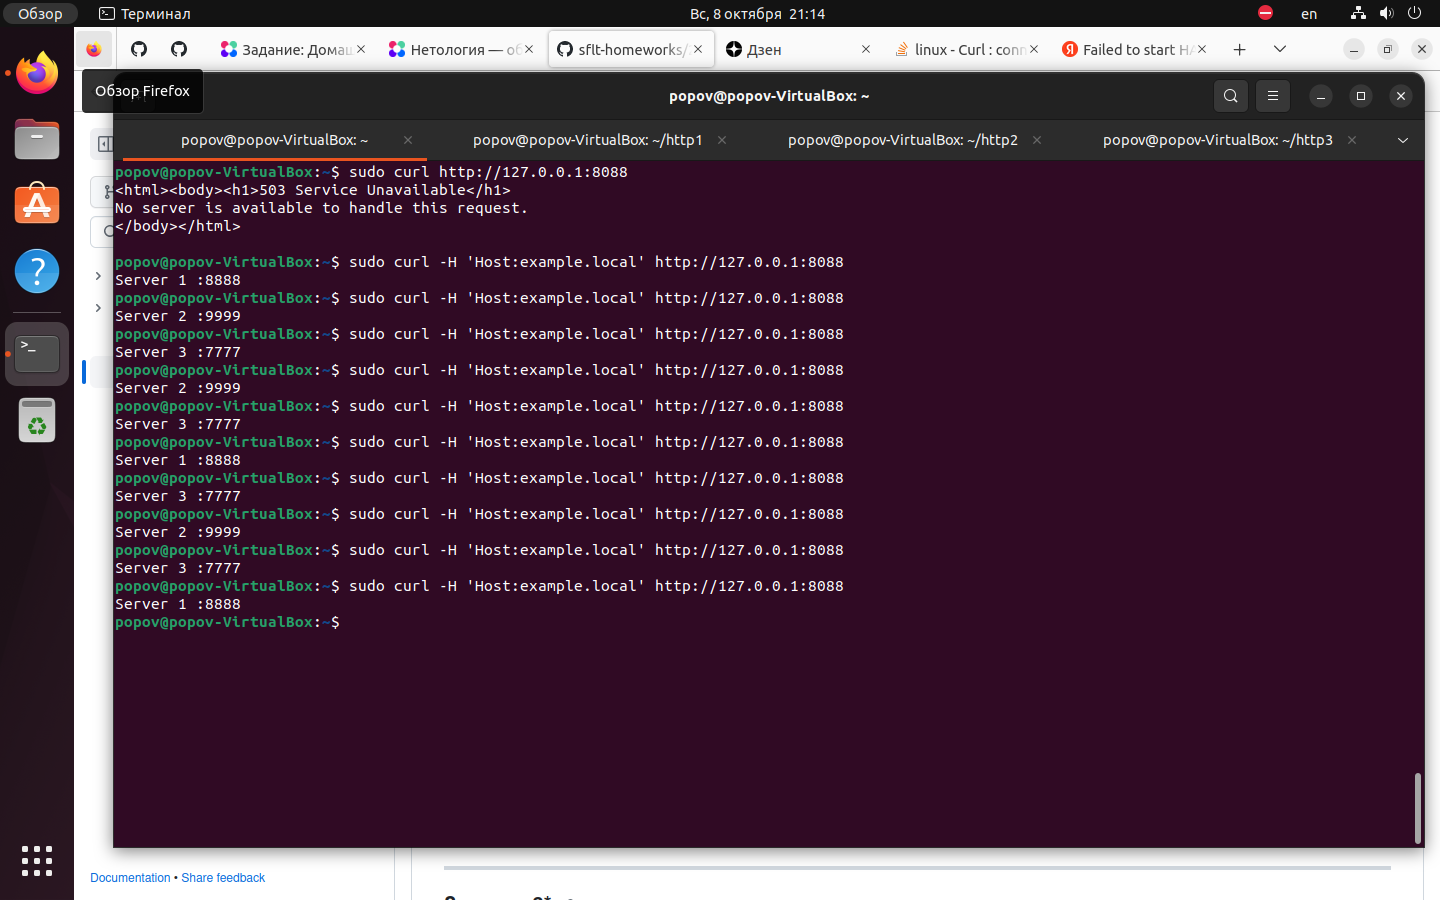 Обзор
Терминал
Вс, 8 октября 21:14
en
Задание: Домаш
Нетология — об
sflt-homeworks/
Дзен
linux - Curl : conn
Failed to start HA
Обзор Firefox
popov@popov-VirtualBox: ~
popov@popov-VirtualBox: ~
popov@popov-VirtualBox: ~/http1
popov@popov-VirtualBox: ~/http2
popov@popov-VirtualBox: ~/http3
popov@popov-VirtualBox:~$ sudo curl http://127.0.0.1:8088
<html><body><h1>503 Service Unavailable</h1>
No server is available to handle this request.
</body></html>
popov@popov-VirtualBox:~$ sudo curl -H 'Host:example.local' http://127.0.0.1:8088
Server 1 :8888
popov@popov-VirtualBox:~$ sudo curl -H 'Host:example.local' http://127.0.0.1:8088
Server 2 :9999
popov@popov-VirtualBox:~$ sudo curl -H 'Host:example.local' http://127.0.0.1:8088
Server 3 :7777
popov@popov-VirtualBox:~$ sudo curl -H 'Host:example.local' http://127.0.0.1:8088
Server 2 :9999
popov@popov-VirtualBox:~$ sudo curl -H 'Host:example.local' http://127.0.0.1:8088
Server 3 :7777
popov@popov-VirtualBox:~$ sudo curl -H 'Host:example.local' http://127.0.0.1:8088
Server 1 :8888
popov@popov-VirtualBox:~$ sudo curl -H 'Host:example.local' http://127.0.0.1:8088
Server 3 :7777
popov@popov-VirtualBox:~$ sudo curl -H 'Host:example.local' http://127.0.0.1:8088
Server 2 :9999
popov@popov-VirtualBox:~$ sudo curl -H 'Host:example.local' http://127.0.0.1:8088
Server 3 :7777
popov@popov-VirtualBox:~$ sudo curl -H 'Host:example.local' http://127.0.0.1:8088
Server 1 :8888
popov@popov-VirtualBox:~$
Documentation • Share feedback